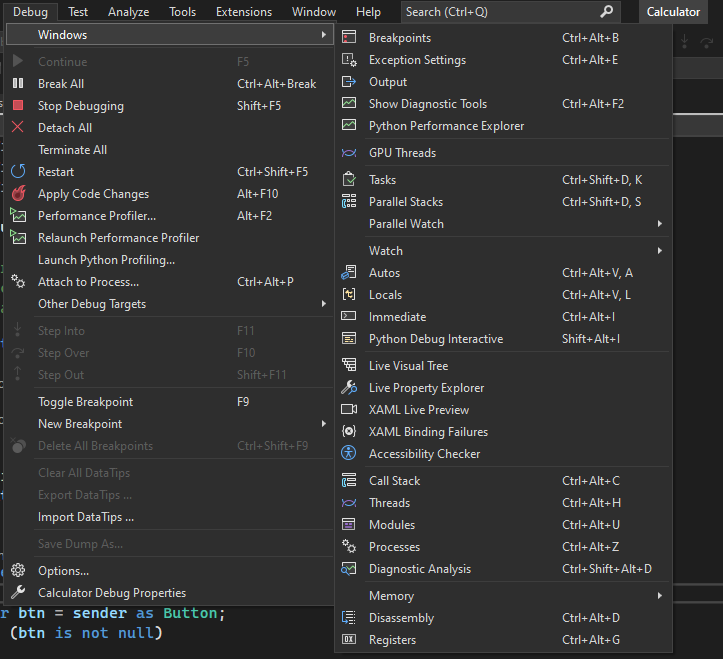 Debug Test Analyze Tools Extensions Window Help Search (Ctrl+Q) Calculator
Windows
Continue F5
Break All Ctrl+Alt+Break
Stop Debugging Shift+F5
Detach All
Terminate All
Restart Ctrl+Shift+F5
Apply Code Changes Alt+F10
Performance Profiler... Alt+F2
Relaunch Performance Profiler
Launch Python Profiling...
Attach to Process... Ctrl+Alt+P
Other Debug Targets
Step Into F11
Step Over F10
Step Out Shift+F11
Toggle Breakpoint F9
New Breakpoint
Delete All Breakpoints Ctrl+Shift+F9
Clear All DataTips
Export DataTips ...
Import DataTips ...
Save Dump As...
Options...
Calculator Debug Properties
Breakpoints Ctrl+Alt+B
Exception Settings Ctrl+Alt+E
Output
Show Diagnostic Tools Ctrl+Alt+F2
Python Performance Explorer
GPU Threads
Tasks Ctrl+Shift+D, K
Parallel Stacks Ctrl+Shift+D, S
Parallel Watch
Watch
Autos Ctrl+Alt+V, A
Locals Ctrl+Alt+V, L
Immediate Ctrl+Alt+I
Python Debug Interactive Shift+Alt+I
Live Visual Tree
Live Property Explorer
XAML Live Preview
XAML Binding Failures
Accessibility Checker
Call Stack Ctrl+Alt+C
Threads Ctrl+Alt+H
Modules Ctrl+Alt+U
Processes Ctrl+Alt+Z
Diagnostic Analysis Ctrl+Shift+Alt+D
Memory
Disassembly Ctrl+Alt+D
Registers Ctrl+Alt+G
r btn = sender as Button;
(btn is not null)